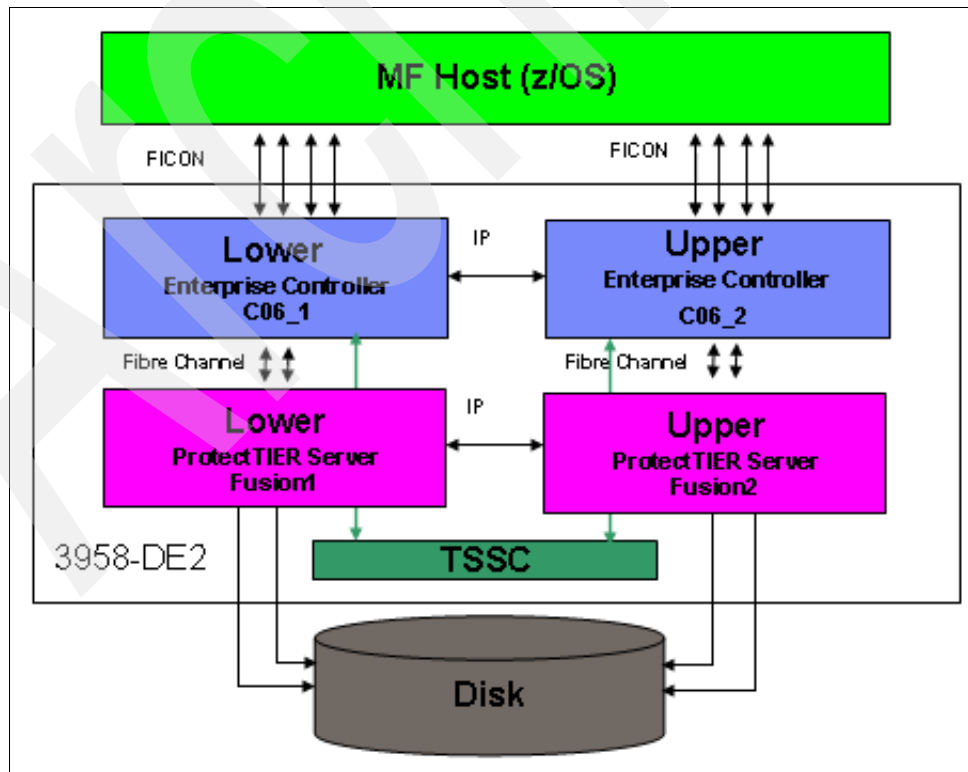 MF Host (z/OS)
FICON
FICON
Lower
Enterprise Controller
C06_1
IP
Upper
Enterprise Controller
C06_2
Fibre Channel
Fibre Channel
Lower
ProtectTIER Server
Fusion1
IP
Upper
ProtectTIER Server
Fusion2
3958-DE2
TSSC
Disk